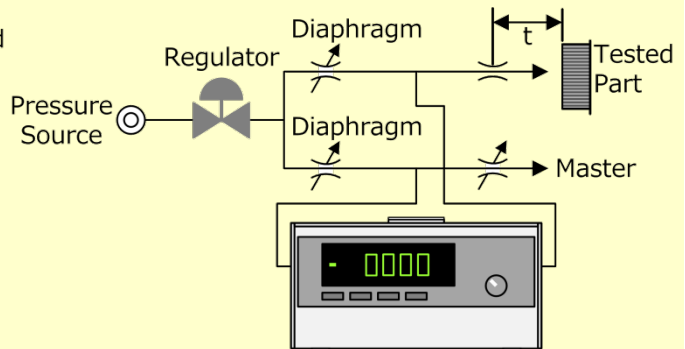 d
Diaphragm
t
Regulator
Tested
Part
Pressure
Source
Diaphragm
Master
- 0000